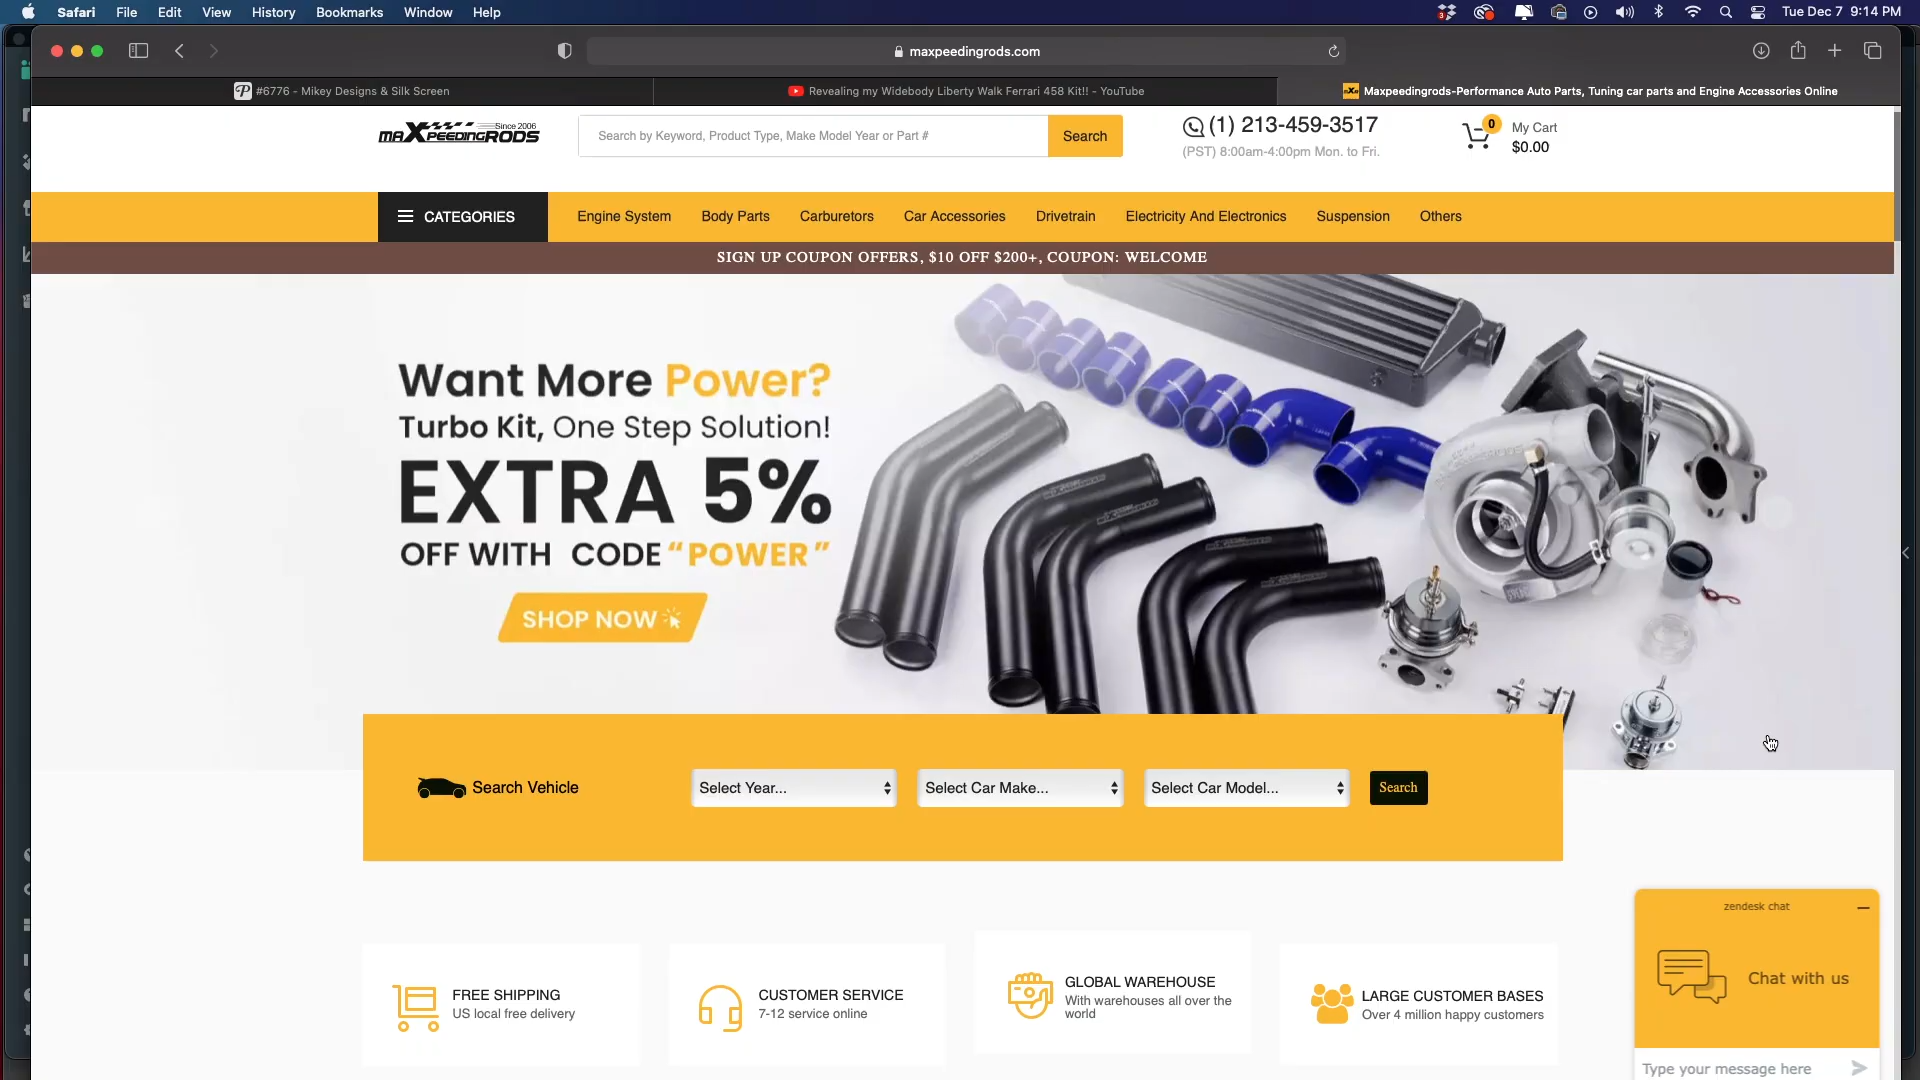 Safari File Edit View History Bookmarks Window Help
3
Tue Dec 7 9:14 PM
maxpeedingrods.com
#6776 - Mikey Designs & Silk Screen
Revealing my Widebody Liberty Walk Ferrari 458 Kit!! - YouTube
Maxpeedingrods-Performance Auto Parts, Tuning car parts and Engine Accessories Online
Since 2006
MAXPEEDINGRODS
Search by Keyword, Product Type, Make Model Year or Part #
Search
(1) 213-459-3517
(PST) 8:00am-4:00pm Mon. to Fri.
0
My Cart
$0.00
CATEGORIES
Engine System Body Parts Carburetors Car Accessories Drivetrain Electricity And Electronics Suspension Others
SIGN UP COUPON OFFERS, $10 OFF $200+, COUPON: WELCOME
Want More Power?
Turbo Kit, One Step Solution!
EXTRA 5%
OFF WITH CODE “POWER”
SHOP NOW
Search Vehicle
Select Year...
Select Car Make...
Select Car Model...
Search
FREE SHIPPING
US local free delivery
CUSTOMER SERVICE
7-12 service online
GLOBAL WAREHOUSE
With warehouses all over the
world
LARGE CUSTOMER BASES
Over 4 million happy customers
zendesk chat
Chat with us
Type your message here